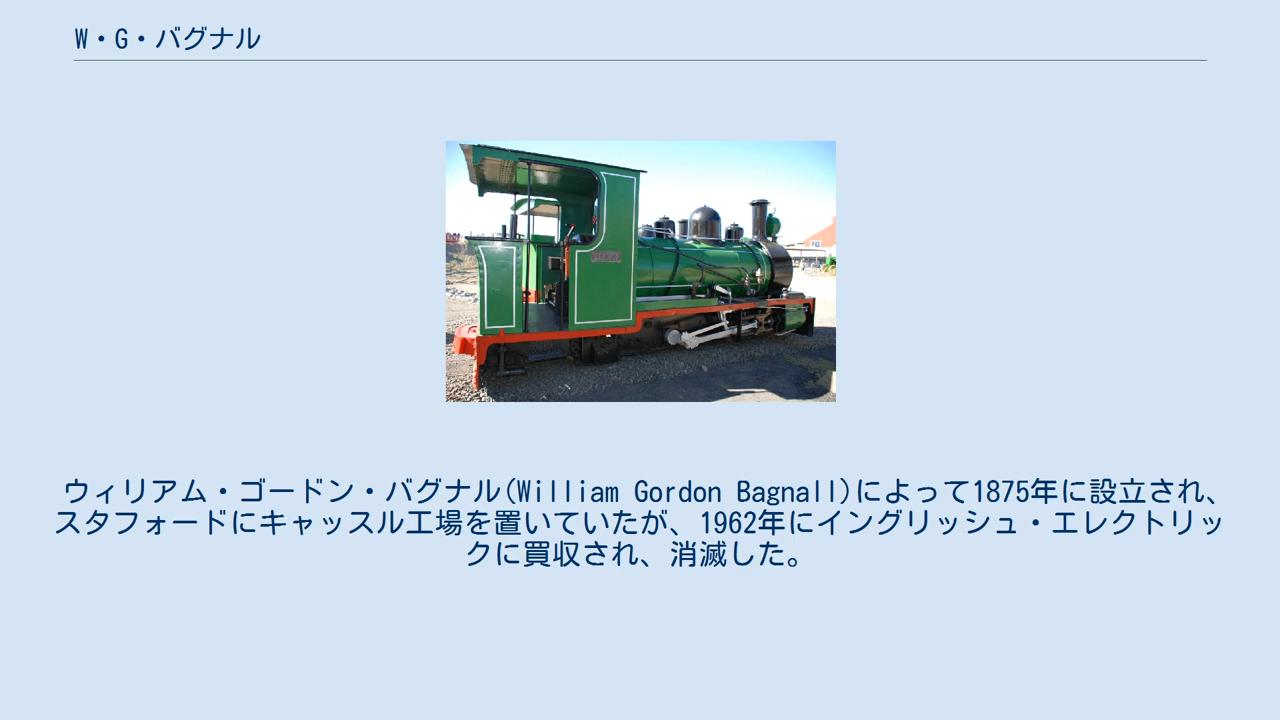 W・G・バグナル
ウィリアム・ゴードン・バグナル(William Gordon Bagnall)によって1875年に設立され、
スタフォードにキャッスル工場を置いていたが、1962年にイングリッシュ・エレクトリッ
クに買収され、消滅した。